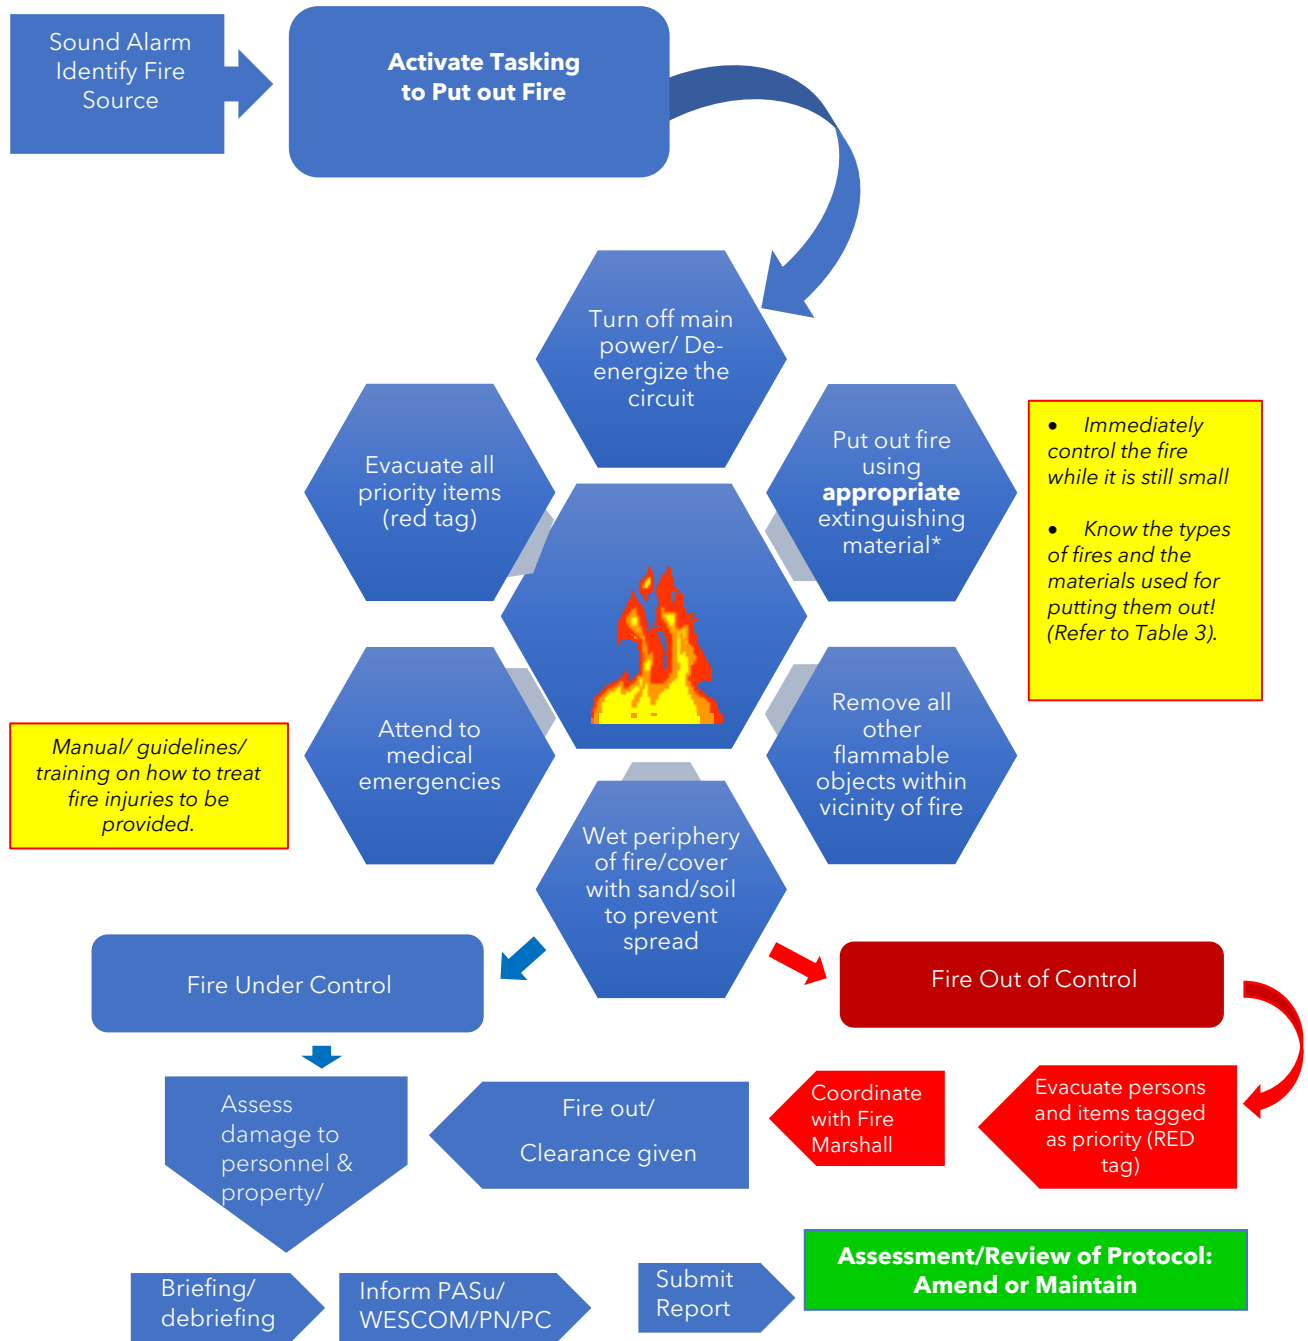 Sound Alarm
Identify Fire
Source
Activate Tasking
to Put out Fire
Turn off main
power/ De-
energize the
circuit
Evacuate all
priority items
(red tag)
Put out fire
using
appropriate
extinguishing
material*
• Immediately
control the fire
while it is still small
• Know the types
of fires and the
materials used for
putting them out!
(Refer to Table 3).
Attend to
medical
emergencies
Remove all
other
flammable
objects within
vicinity of fire
Manual/ guidelines/
training on how to treat
fire injuries to be
provided.
Wet periphery
of fire/cover
with sand/soil
to prevent
spread
Fire Under Control
Fire Out of Control
Assess
damage to
personnel &
property/
Fire out/
Clearance given
Coordinate
with Fire
Marshall
Evacuate persons
and items tagged
as priority (RED
tag)
Briefing/
debriefing
Inform PASu/
WESCOM/PN/PC
Submit
Report
Assessment/Review of Protocol:
Amend or Maintain